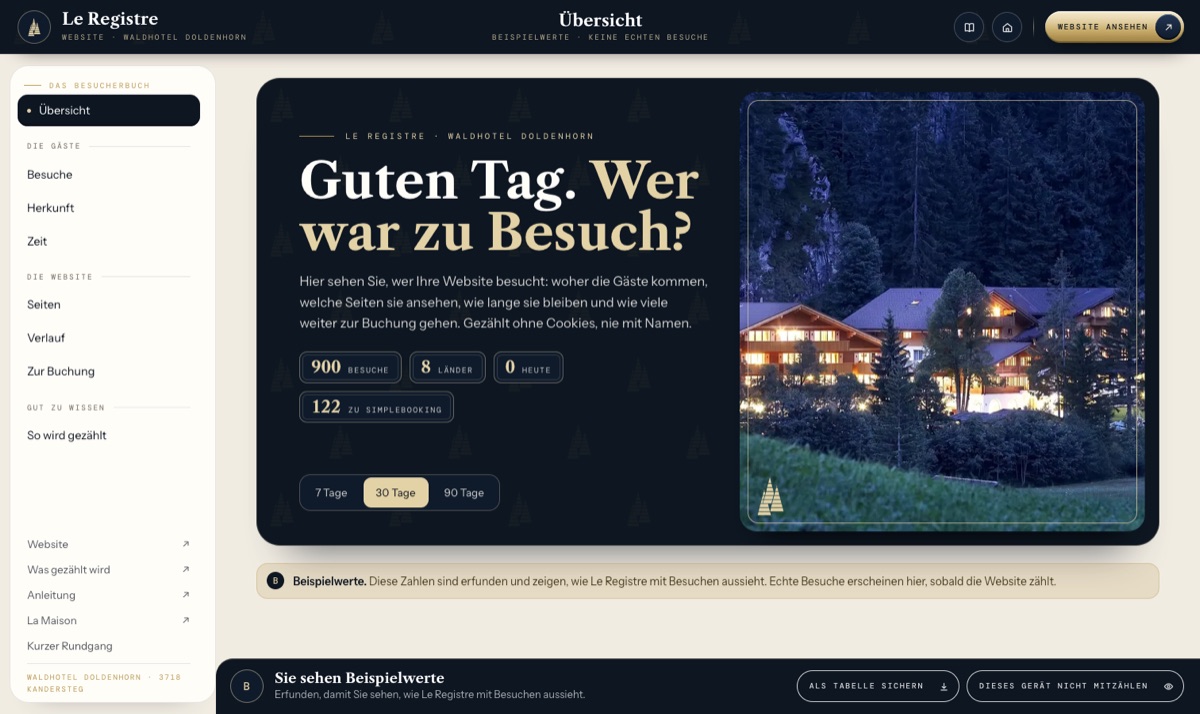 Le Registre
WEBSITE · WALDHOTEL DOLDENHORN
Übersicht
BEISPIELWERTE · KEINE ECHTEN BESUCHE
WEBSITE ANSEHEN
DAS BESUCHERBUCH
Übersicht
DIE GÄSTE
Besuche
Herkunft
Zeit
DIE WEBSITE
Seiten
Verlauf
Zur Buchung
GUT ZU WISSEN
So wird gezählt
Website
Was gezählt wird
Anleitung
La Maison
Kurzer Rundgang
WALDHOTEL DOLDENHORN · 3718
KANDERSTEG
LE REGISTRE · WALDHOTEL DOLDENHORN
Guten Tag. Wer
war zu Besuch?
Hier sehen Sie, wer Ihre Website besucht: woher die Gäste kommen,
welche Seiten sie ansehen, wie lange sie bleiben und wie viele
weiter zur Buchung gehen. Gezählt ohne Cookies, nie mit Namen.
900 BESUCHE 8 LÄNDER 0 HEUTE
122 ZU SIMPLEBOOKING
7 Tage 30 Tage 90 Tage
B Beispielwerte. Diese Zahlen sind erfunden und zeigen, wie Le Registre mit Besuchen aussieht. Echte Besuche erscheinen hier, sobald die Website zählt.
B
Sie sehen Beispielwerte
Erfunden, damit Sie sehen, wie Le Registre mit Besuchen aussieht.
ALS TABELLE SICHERN
DIESES GERÄT NICHT MITZÄHLEN